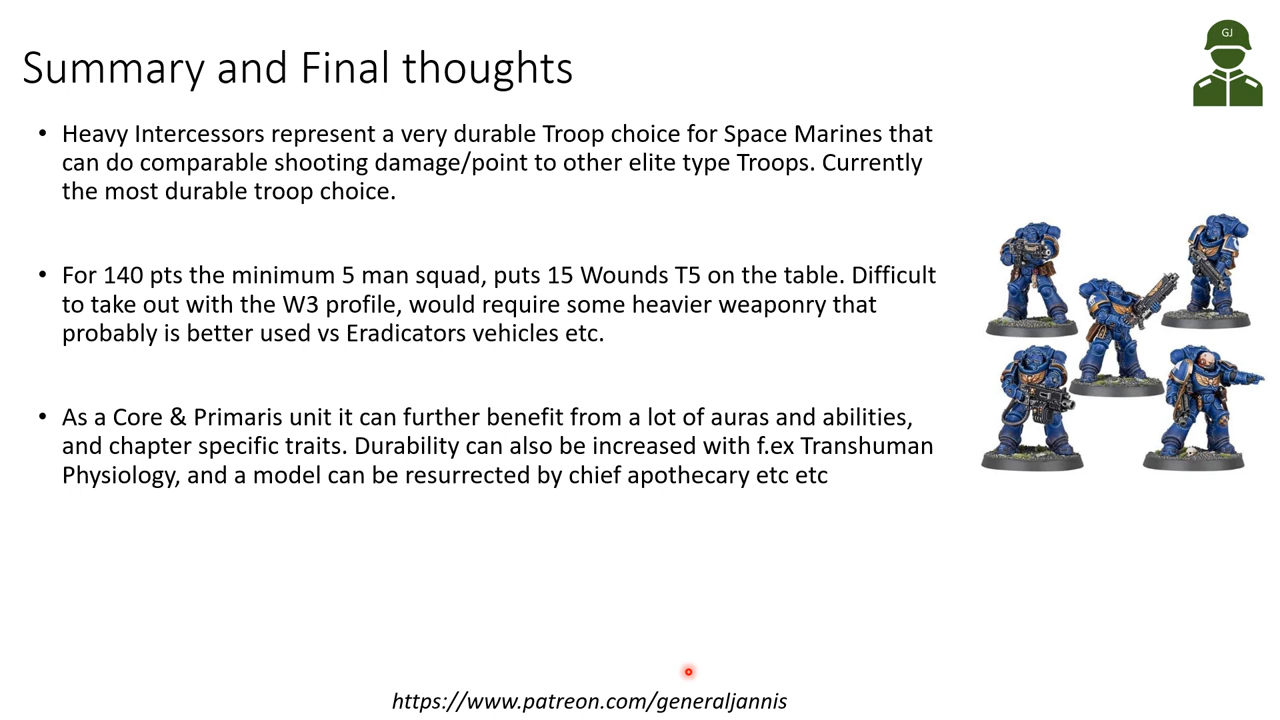 GJ
Summary and Final thoughts
• Heavy Intercessors represent a very durable Troop choice for Space Marines that
can do comparable shooting damage/point to other elite type Troops. Currently
the most durable troop choice.
• For 140 pts the minimum 5 man squad, puts 15 Wounds T5 on the table. Difficult
to take out with the W3 profile, would require some heavier weaponry that
probably is better used vs Eradicators vehicles etc.
• As a Core & Primaris unit it can further benefit from a lot of auras and abilities,
and chapter specific traits. Durability can also be increased with f.ex Transhuman
Physiology, and a model can be resurrected by chief apothecary etc etc
https://www.patreon.com/generaljannis